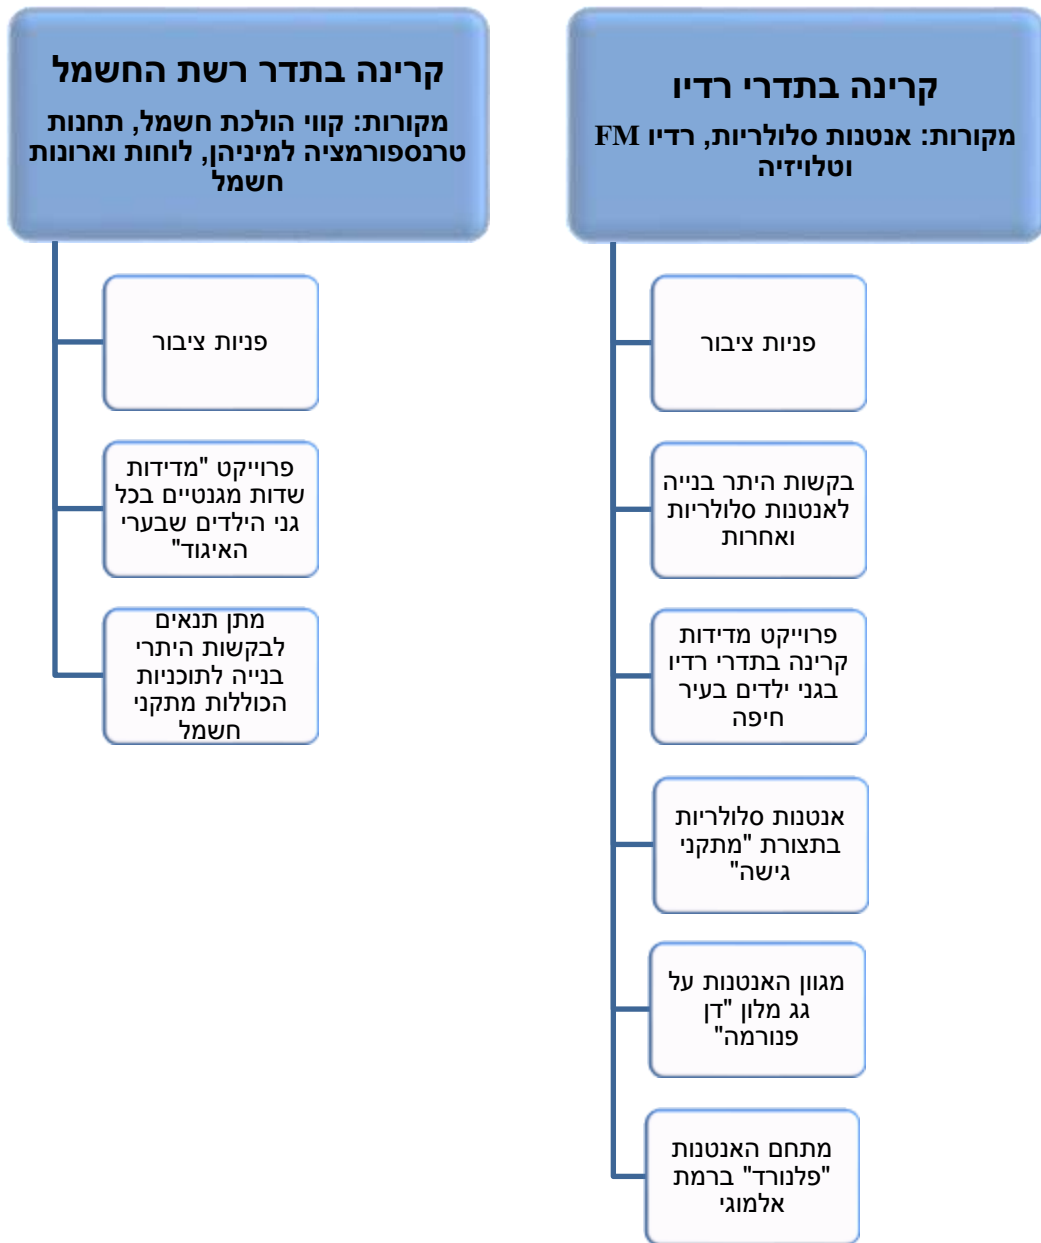 קרינה בתדרי רדיו
מקורות: אנטנות סלולריות, רדיו FM
וטלויזיה
פניות ציבור
בקשות היתר בנייה
לאנטנות סלולריות
ואחרות
פרוייקט מדידות
קרינה בתדרי רדיו
בגני ילדים בעיר
חיפה
אנטנות סלולריות
בתצורת "מתקני
גישה"
מגוון האנטנות על
גג מלון "דן
פנורמה"
מתחם האנטנות
"פלנורד" ברמת
אלמוגי
קרינה בתדר רשת החשמל
מקורות: קווי הולכת חשמל, תחנות
טרנספורמציה למיניהן, לוחות וארונות
חשמל
פניות ציבור
פרוייקט "מדידות
שדות מגנטיים בכל
גני הילדים שבערי
האיגוד"
מתן תנאים
לבקשות היתרי
בנייה לתוכניות
הכוללות מתקני
חשמל